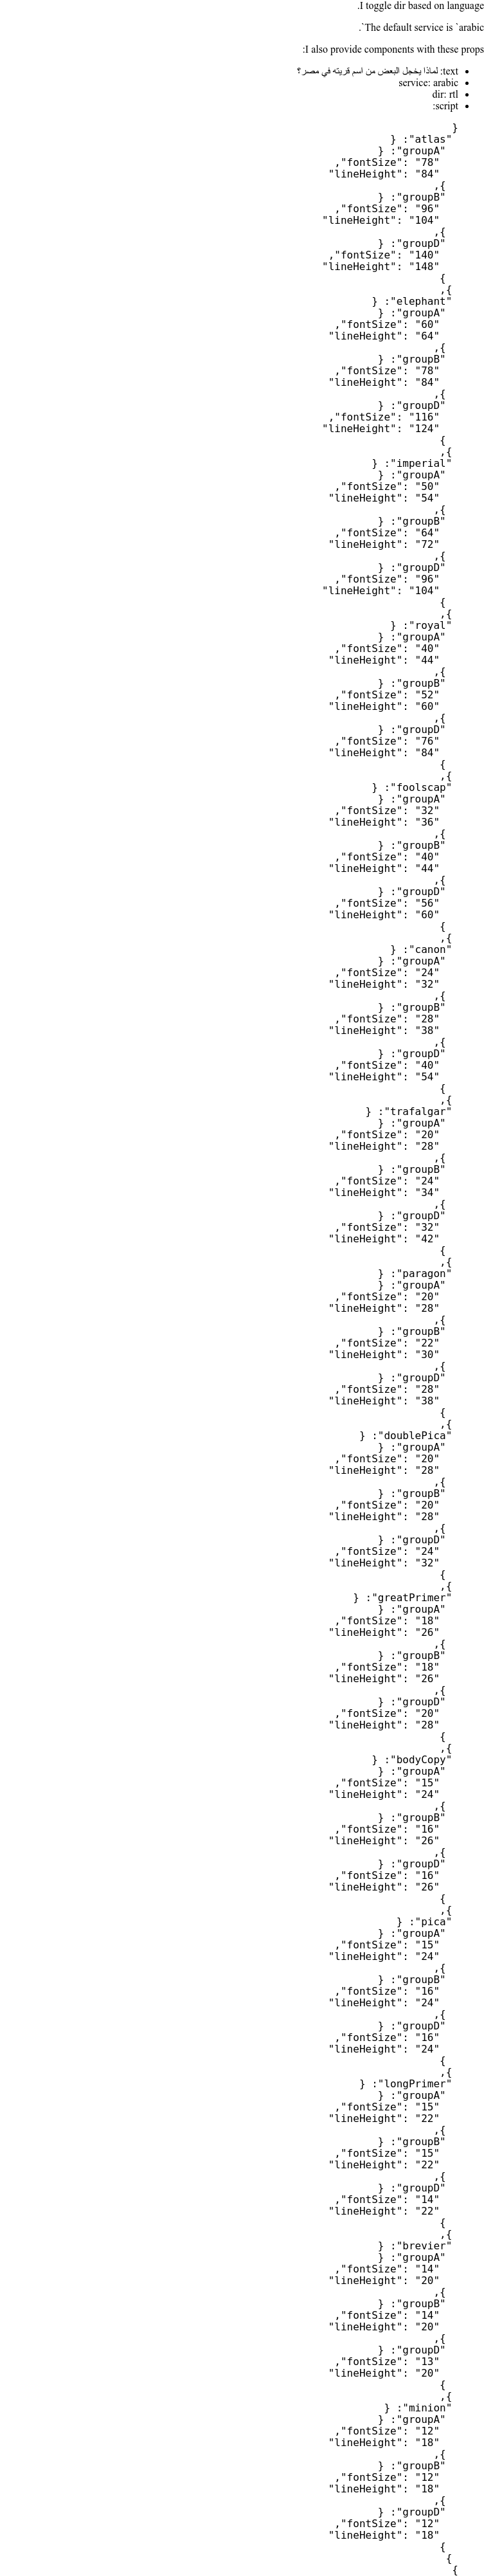 I toggle dir based on language.
The default service is `arabic`.
I also provide components with these props:
text: لماذا يخجل البعض من اسم قريته في مصر؟
service: arabic
dir: rtl
script:
{
"atlas": {
"groupA": {
"fontSize": "78",
"lineHeight": "84"
},
"groupB": {
"fontSize": "96",
"lineHeight": "104"
},
"groupD": {
"fontSize": "140",
"lineHeight": "148"
}
},
"elephant": {
"groupA": {
"fontSize": "60",
"lineHeight": "64"
},
"groupB": {
"fontSize": "78",
"lineHeight": "84"
},
"groupD": {
"fontSize": "116",
"lineHeight": "124"
}
},
"imperial": {
"groupA": {
"fontSize": "50",
"lineHeight": "54"
},
"groupB": {
"fontSize": "64",
"lineHeight": "72"
},
"groupD": {
"fontSize": "96",
"lineHeight": "104"
}
},
"royal": {
"groupA": {
"fontSize": "40",
"lineHeight": "44"
},
"groupB": {
"fontSize": "52",
"lineHeight": "60"
},
"groupD": {
"fontSize": "76",
"lineHeight": "84"
}
},
"foolscap": {
"groupA": {
"fontSize": "32",
"lineHeight": "36"
},
"groupB": {
"fontSize": "40",
"lineHeight": "44"
},
"groupD": {
"fontSize": "56",
"lineHeight": "60"
}
},
"canon": {
"groupA": {
"fontSize": "24",
"lineHeight": "32"
},
"groupB": {
"fontSize": "28",
"lineHeight": "38"
},
"groupD": {
"fontSize": "40",
"lineHeight": "54"
}
},
"trafalgar": {
"groupA": {
"fontSize": "20",
"lineHeight": "28"
},
"groupB": {
"fontSize": "24",
"lineHeight": "34"
},
"groupD": {
"fontSize": "32",
"lineHeight": "42"
}
},
"paragon": {
"groupA": {
"fontSize": "20",
"lineHeight": "28"
},
"groupB": {
"fontSize": "22",
"lineHeight": "30"
},
"groupD": {
"fontSize": "28",
"lineHeight": "38"
}
},
"doublePica": {
"groupA": {
"fontSize": "20",
"lineHeight": "28"
},
"groupB": {
"fontSize": "20",
"lineHeight": "28"
},
"groupD": {
"fontSize": "24",
"lineHeight": "32"
}
},
"greatPrimer": {
"groupA": {
"fontSize": "18",
"lineHeight": "26"
},
"groupB": {
"fontSize": "18",
"lineHeight": "26"
},
"groupD": {
"fontSize": "20",
"lineHeight": "28"
}
},
"bodyCopy": {
"groupA": {
"fontSize": "15",
"lineHeight": "24"
},
"groupB": {
"fontSize": "16",
"lineHeight": "26"
},
"groupD": {
"fontSize": "16",
"lineHeight": "26"
}
},
"pica": {
"groupA": {
"fontSize": "15",
"lineHeight": "24"
},
"groupB": {
"fontSize": "16",
"lineHeight": "24"
},
"groupD": {
"fontSize": "16",
"lineHeight": "24"
}
},
"longPrimer": {
"groupA": {
"fontSize": "15",
"lineHeight": "22"
},
"groupB": {
"fontSize": "15",
"lineHeight": "22"
},
"groupD": {
"fontSize": "14",
"lineHeight": "22"
}
},
"brevier": {
"groupA": {
"fontSize": "14",
"lineHeight": "20"
},
"groupB": {
"fontSize": "14",
"lineHeight": "20"
},
"groupD": {
"fontSize": "13",
"lineHeight": "20"
}
},
"minion": {
"groupA": {
"fontSize": "12",
"lineHeight": "18"
},
"groupB": {
"fontSize": "12",
"lineHeight": "18"
},
"groupD": {
"fontSize": "12",
"lineHeight": "18"
}
}
}